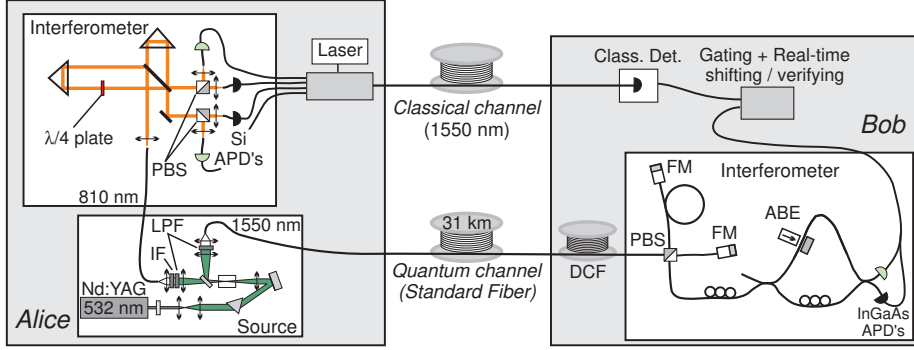 Interferometer
λ/4 plate
PBS
Si
APD's
810 nm
Laser
Classical channel
(1550 nm)
Class. Det.
Gating + Real-time
shifting / verifying
Bob
LPF
IF
1550 nm
Nd:YAG
532 nm
Source
Alice
31 km
Quantum channel
(Standard Fiber)
DCF
FM
Interferometer
PBS
FM
ABE
InGaAs
APD's